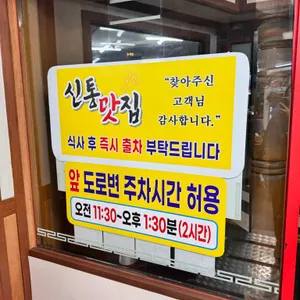 신통맛집
“찾아주신
고객님
감사합니다.”
식사 후 즉시 출차 부탁드립니다
앞 도로변 주차시간 허용
오전 11:30~오후 1:30분(2시간)